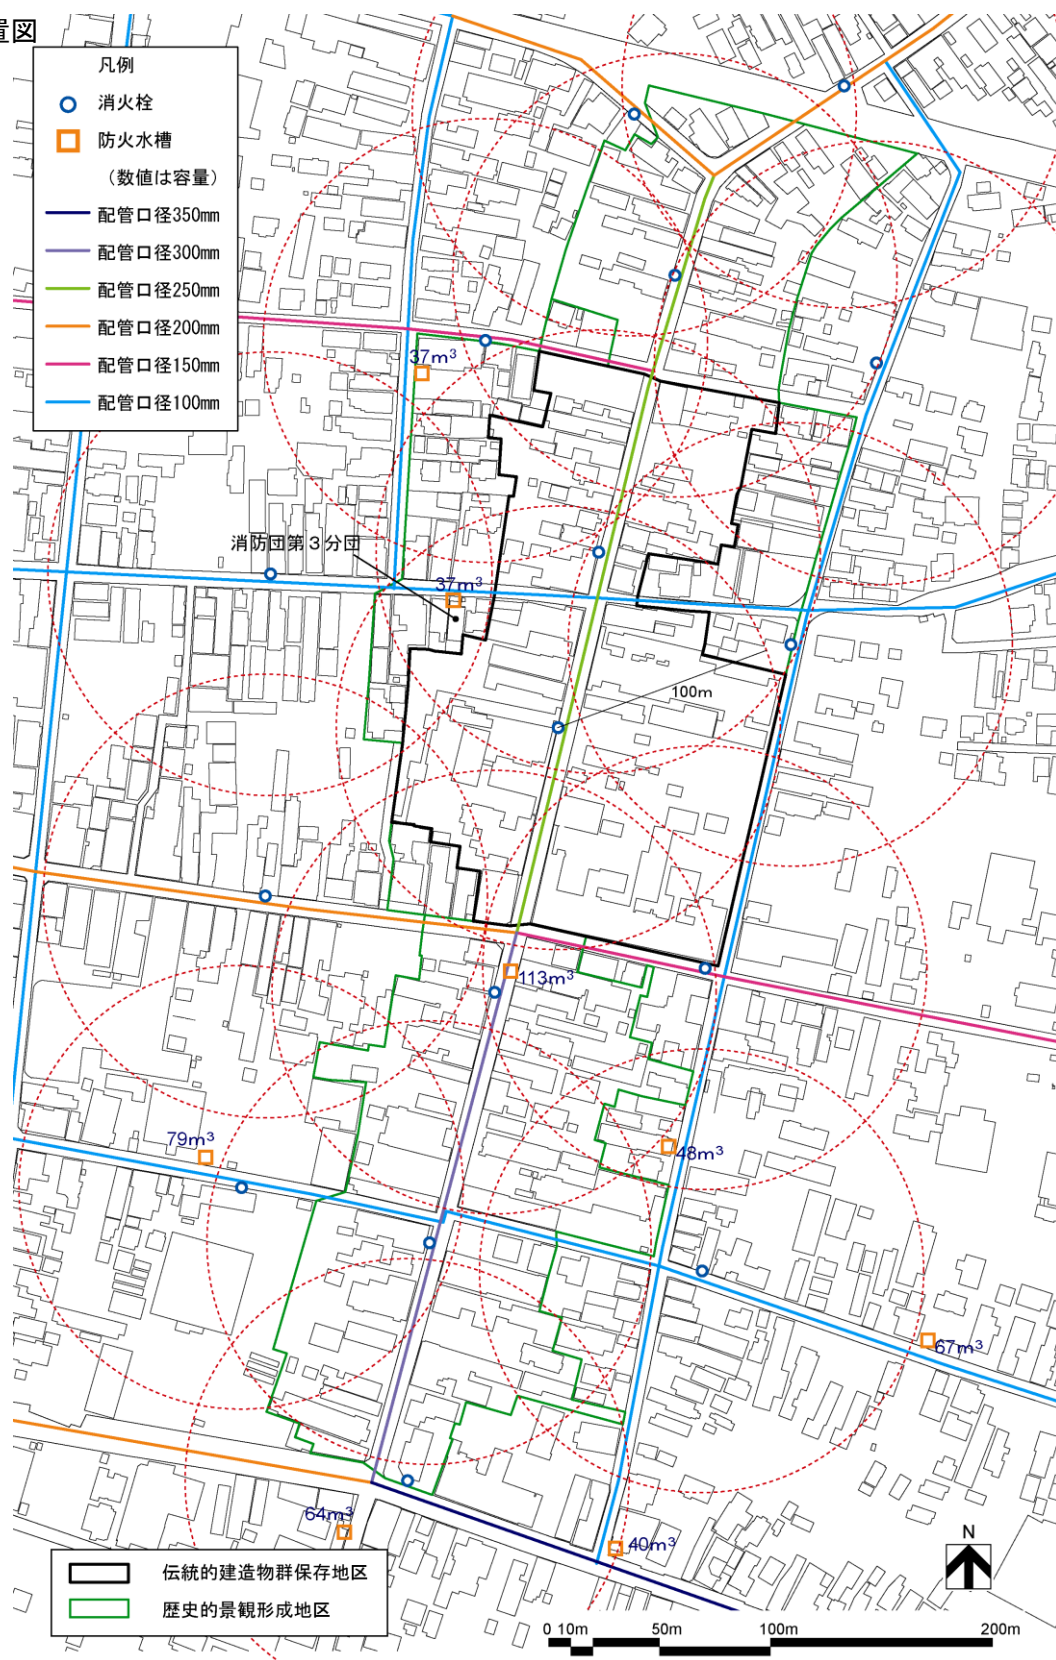 置図
凡例
消火栓
防火水槽
（数値は容量）
配管口径350mm
配管口径300mm
配管口径250mm
配管口径200mm
配管口径150mm
配管口径100mm
37m³
消防団第３分団
37m³
100m
113m³
79m³
48m³
67m³
64m³
40m³
N
伝統的建造物群保存地区
歴史的景観形成地区
0 10m 50m 100m 200m